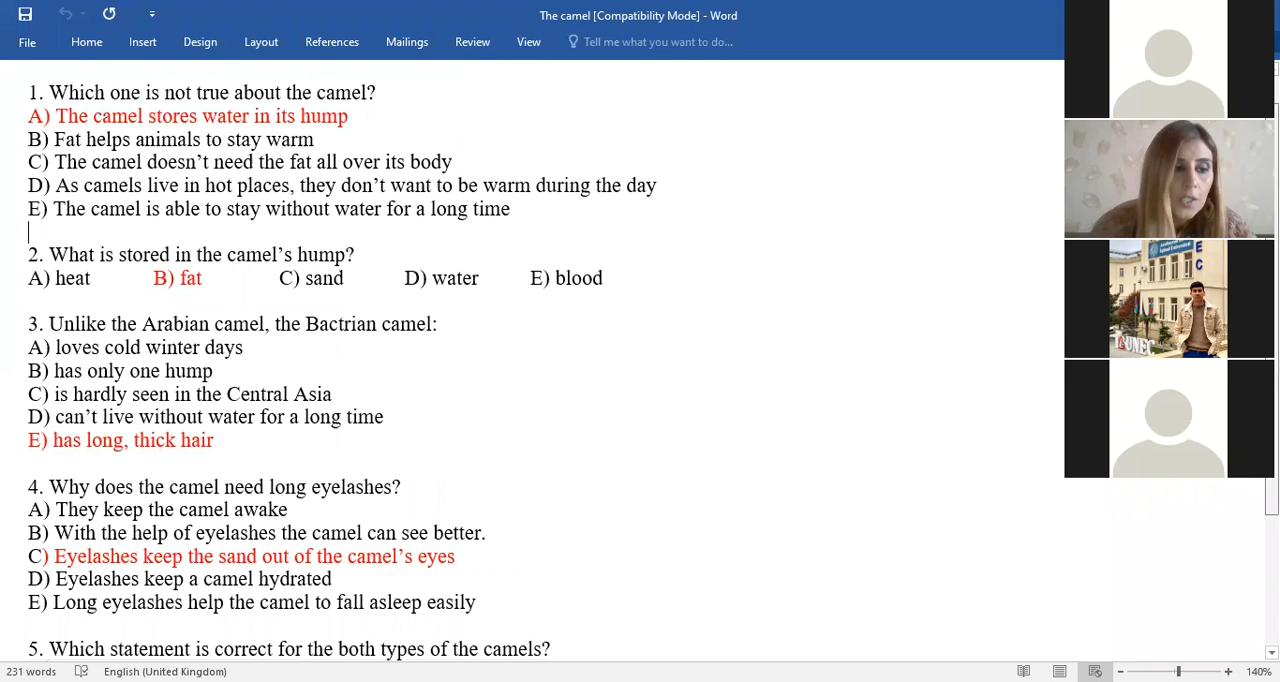 The camel [Compatibility Mode] - Word
File Home Insert Design Layout References Mailings Review View Tell me what you want to do...
1. Which one is not true about the camel?
A) The camel stores water in its hump
B) Fat helps animals to stay warm
C) The camel doesn’t need the fat all over its body
D) As camels live in hot places, they don’t want to be warm during the day
E) The camel is able to stay without water for a long time
2. What is stored in the camel’s hump?
A) heat B) fat C) sand D) water E) blood
3. Unlike the Arabian camel, the Bactrian camel:
A) loves cold winter days
B) has only one hump
C) is hardly seen in the Central Asia
D) can’t live without water for a long time
E) has long, thick hair
4. Why does the camel need long eyelashes?
A) They keep the camel awake
B) With the help of eyelashes the camel can see better.
C) Eyelashes keep the sand out of the camel’s eyes
D) Eyelashes keep a camel hydrated
E) Long eyelashes help the camel to fall asleep easily
5. Which statement is correct for the both types of the camels?
231 words English (United Kingdom) 140%
UNEC
E
C